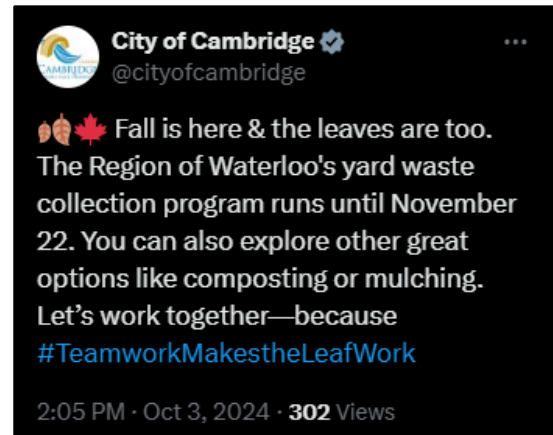 City of Cambridge
@cityofcambridge
CAMBRIDGE
🍂🍁 Fall is here & the leaves are too.
The Region of Waterloo's yard waste
collection program runs until November
22. You can also explore other great
options like composting or mulching.
Let’s work together—because
#TeamworkMakestheLeafWork
2:05 PM · Oct 3, 2024 · 302 Views